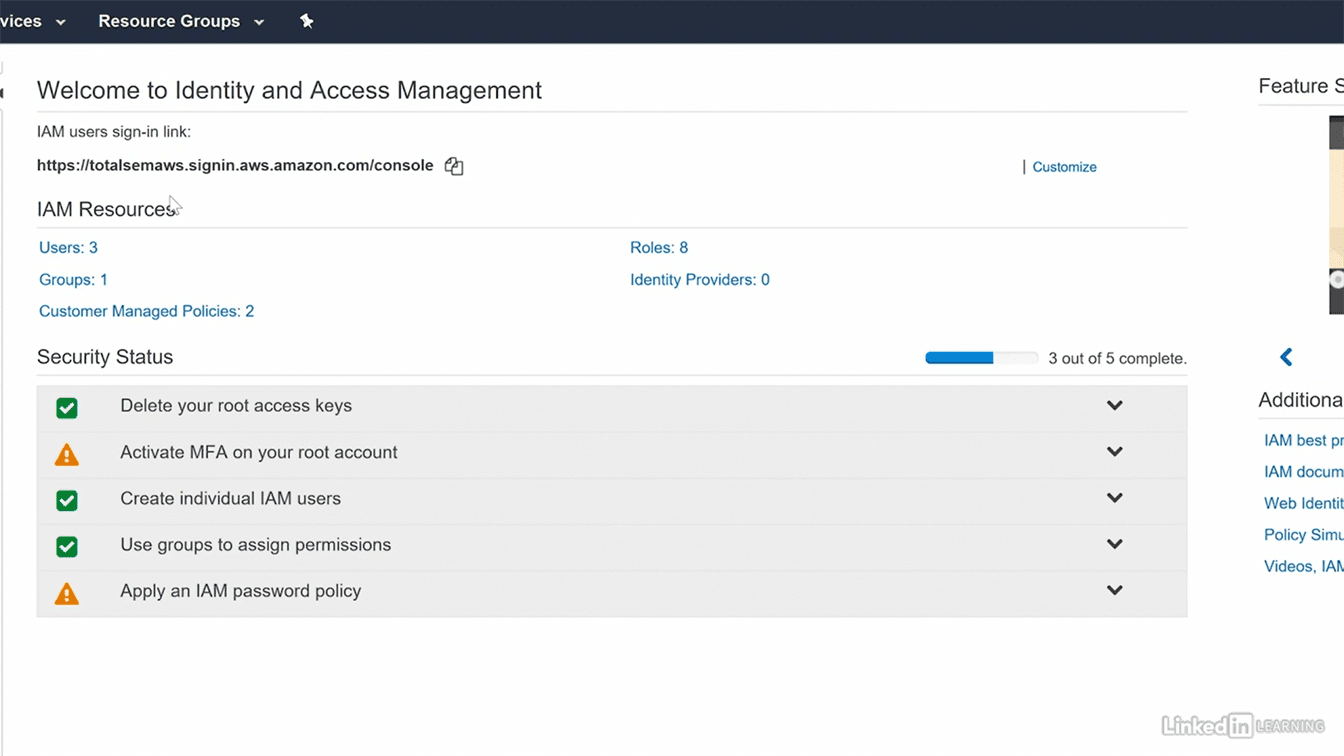 vices Resource Groups
Welcome to Identity and Access Management
IAM users sign-in link:
https://totalsemaws.signin.aws.amazon.com/console
Customize
IAM Resources
Users: 3
Roles: 8
Groups: 1
Identity Providers: 0
Customer Managed Policies: 2
Security Status
3 out of 5 complete.
Delete your root access keys
Activate MFA on your root account
Create individual IAM users
Use groups to assign permissions
Apply an IAM password policy
Feature S
Additiona
IAM best pr
IAM docum
Web Identit
Policy Simu
Videos, IAM
LinkedIn LEARNING